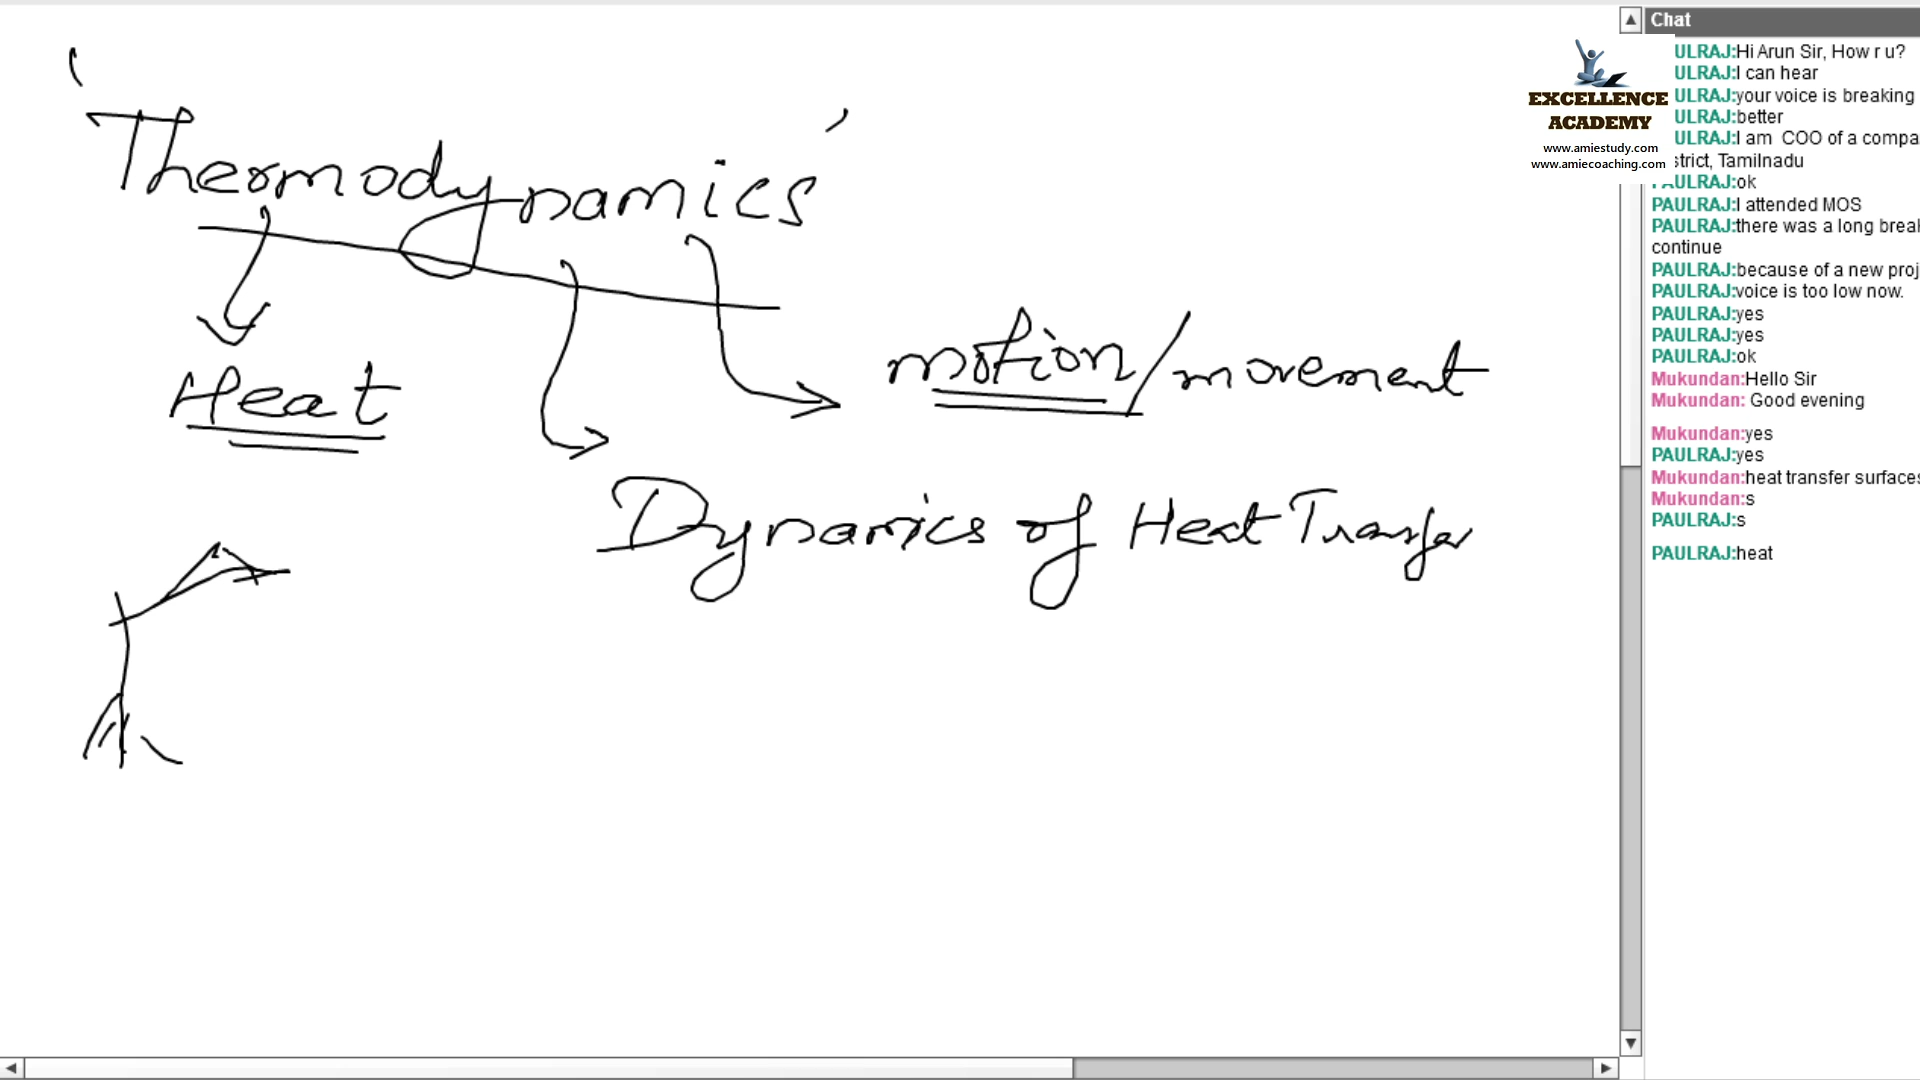 'Thermodynamics'
Heat
motion/movement
Dynamics of Heat Transfer
EXCELLENCE
ACADEMY
www.amiestudy.com
www.amiecoaching.com
Chat
ULRAJ:Hi Arun Sir, How r u?
ULRAJ:I can hear
ULRAJ:your voice is breaking
ULRAJ:better
ULRAJ:I am COO of a compa
strict, Tamilnadu
PAULRAJ:ok
PAULRAJ:I attended MOS
PAULRAJ:there was a long break
continue
PAULRAJ:because of a new proj
PAULRAJ:voice is too low now.
PAULRAJ:yes
PAULRAJ:yes
PAULRAJ:ok
Mukundan:Hello Sir
Mukundan: Good evening
Mukundan:yes
PAULRAJ:yes
Mukundan:heat transfer surfaces
Mukundan:s
PAULRAJ:s
PAULRAJ:heat